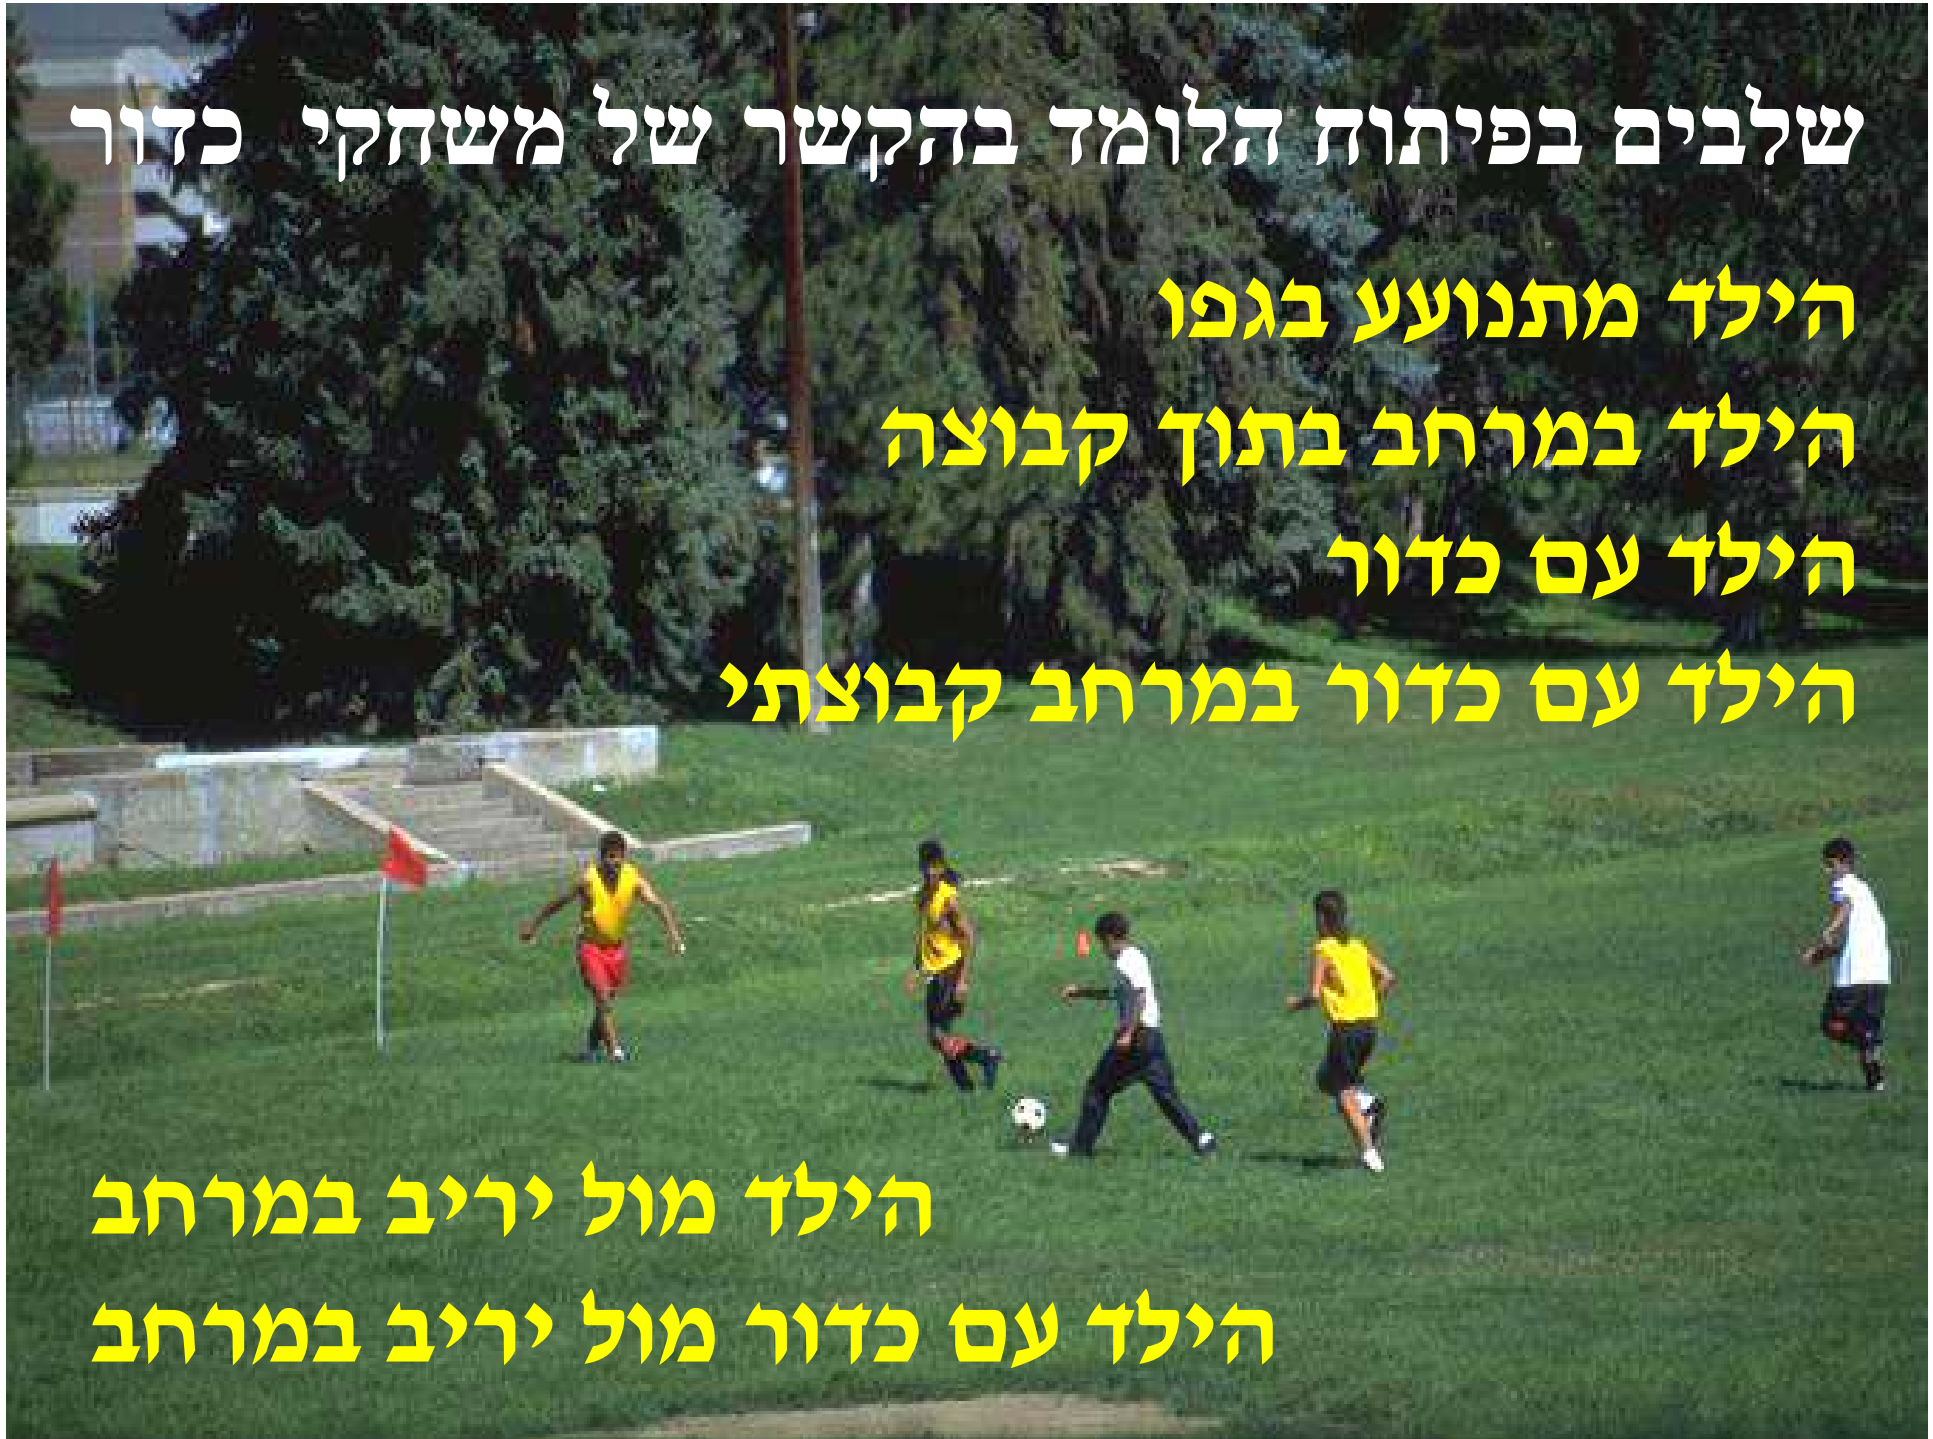 שלבים בפיתוח הלומד בהקשר של משחקי כדור
הילד מתנועע בגפו
הילד במרחב בתוך קבוצה
הילד עם כדור
הילד עם כדור במרחב קבוצתי
הילד מול יריב במרחב
הילד עם כדור מול יריב במרחב